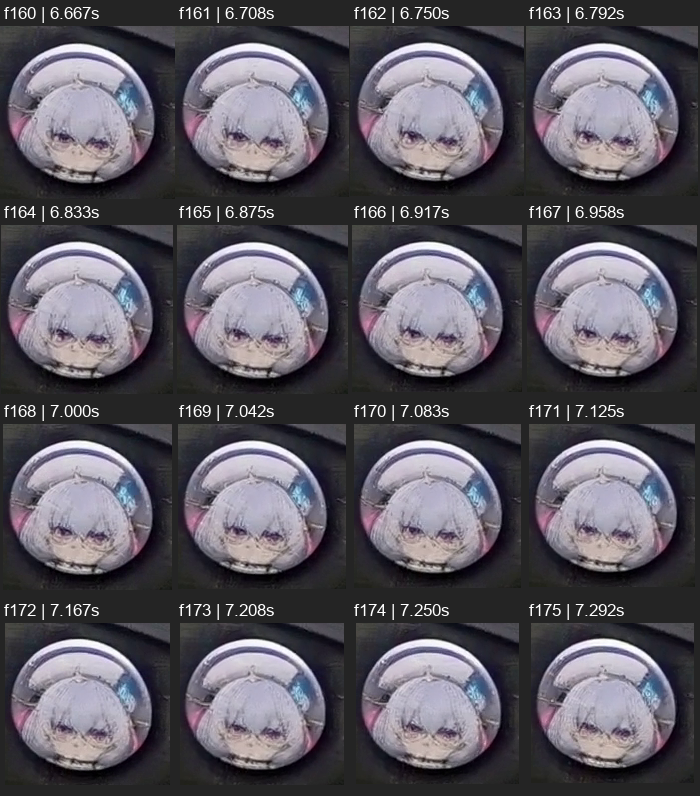 f160 | 6.667s f161 | 6.708s f162 | 6.750s f163 | 6.792s
f164 | 6.833s f165 | 6.875s f166 | 6.917s f167 | 6.958s
f168 | 7.000s f169 | 7.042s f170 | 7.083s f171 | 7.125s
f172 | 7.167s f173 | 7.208s f174 | 7.250s f175 | 7.292s